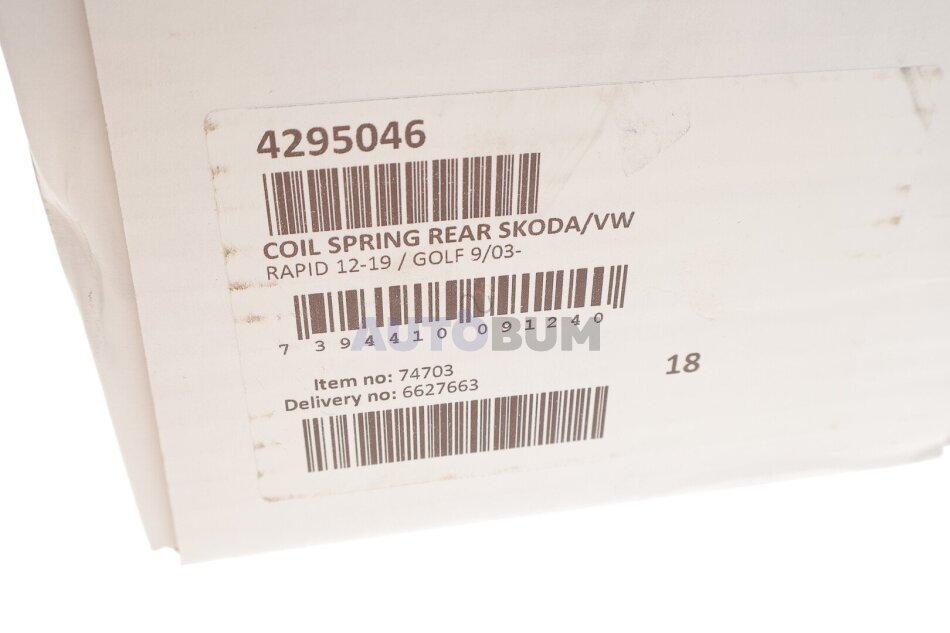 4295046
COIL SPRING REAR SKODA/VW
RAPID 12-19 / GOLF 9/03-
7 394410 091240
AUTOBUM
Item no: 74703
Delivery no: 6627663
18